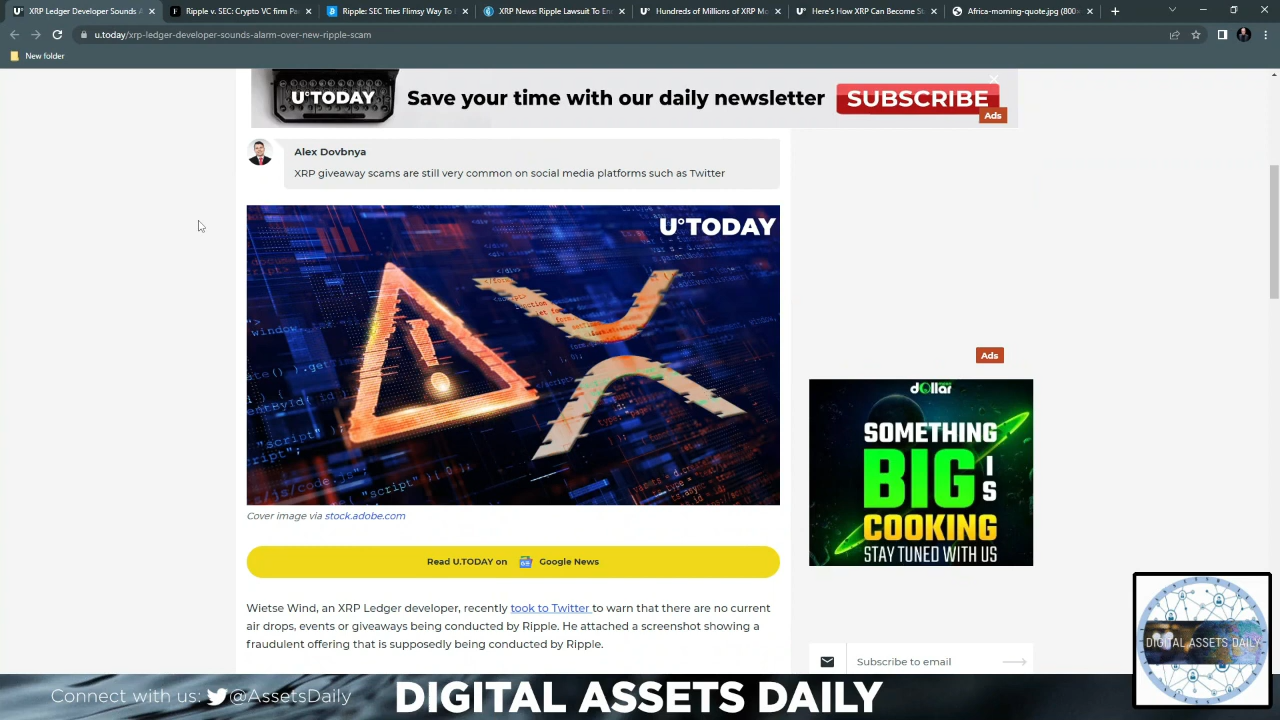 XRP Ledger Developer Sounds A
Ripple v. SEC: Crypto VC firm Pa
Ripple: SEC Tries Flimsy Way To E
XRP News: Ripple Lawsuit To En
Hundreds of Millions of XRP Mo
Here's How XRP Can Become S
Africa-morning-quote.jpg (800×
u.today/xrp-ledger-developer-sounds-alarm-over-new-ripple-scam
New folder
U°TODAY
Save your time with our daily newsletter
SUBSCRIBE
Ads
Alex Dovbnya
XRP giveaway scams are still very common on social media platforms such as Twitter
U°TODAY
Cover image via stock.adobe.com
Read U.TODAY on Google News
Wietse Wind, an XRP Ledger developer, recently took to Twitter to warn that there are no current
air drops, events or giveaways being conducted by Ripple. He attached a screenshot showing a
fraudulent offering that is supposedly being conducted by Ripple.
Ads
dollar
SOMETHING
BIG IS
COOKING
STAY TUNED WITH US
Subscribe to email
DIGITAL ASSETS DAILY
Connect with us: @AssetsDaily
DIGITAL ASSETS DAILY